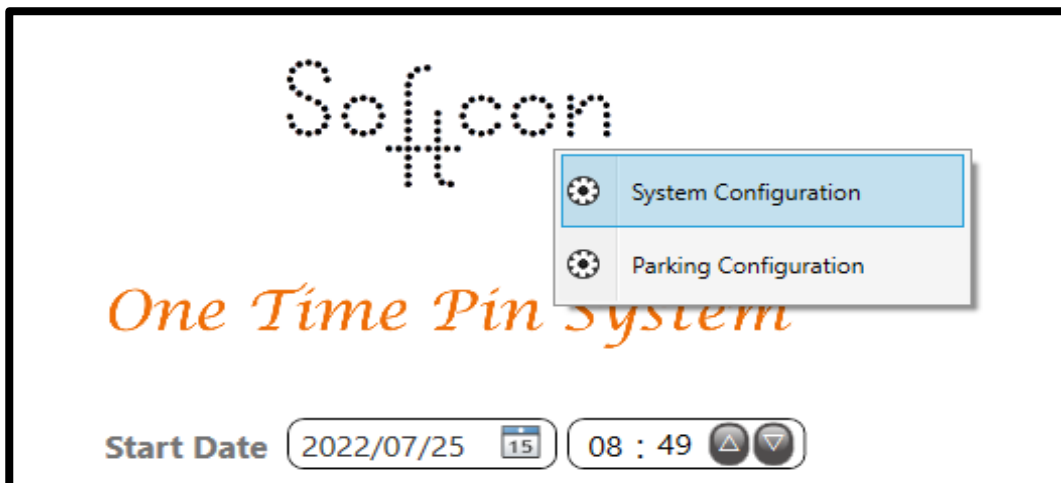 Softcon
System Configuration
Parking Configuration
One Time Pin System
Start Date 2022/07/25 15 08 : 49